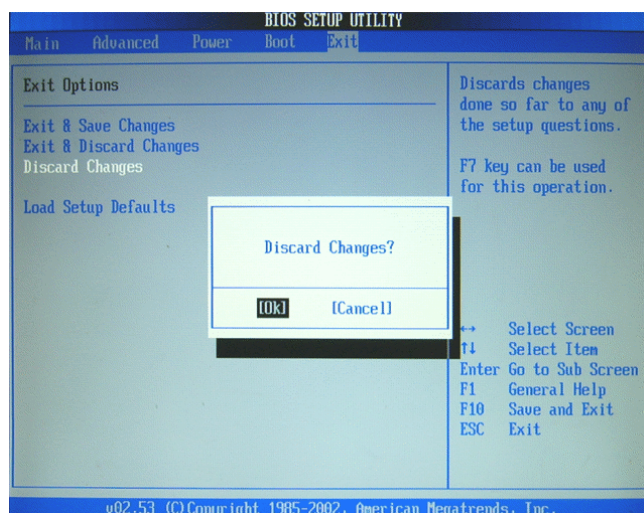 BIOS SETUP UTILITY
Main Advanced Power Boot Exit
Exit Options
Exit & Save Changes
Exit & Discard Changes
Discard Changes
Load Setup Defaults
Discard Changes?
[Ok] [Cancel]
Discards changes
done so far to any of
the setup questions.
F7 key can be used
for this operation.
↔ Select Screen
↑↓ Select Item
Enter Go to Sub Screen
F1 General Help
F10 Save and Exit
ESC Exit
v02.53 (C)Copyright 1985-2002, American Megatrends, Inc.